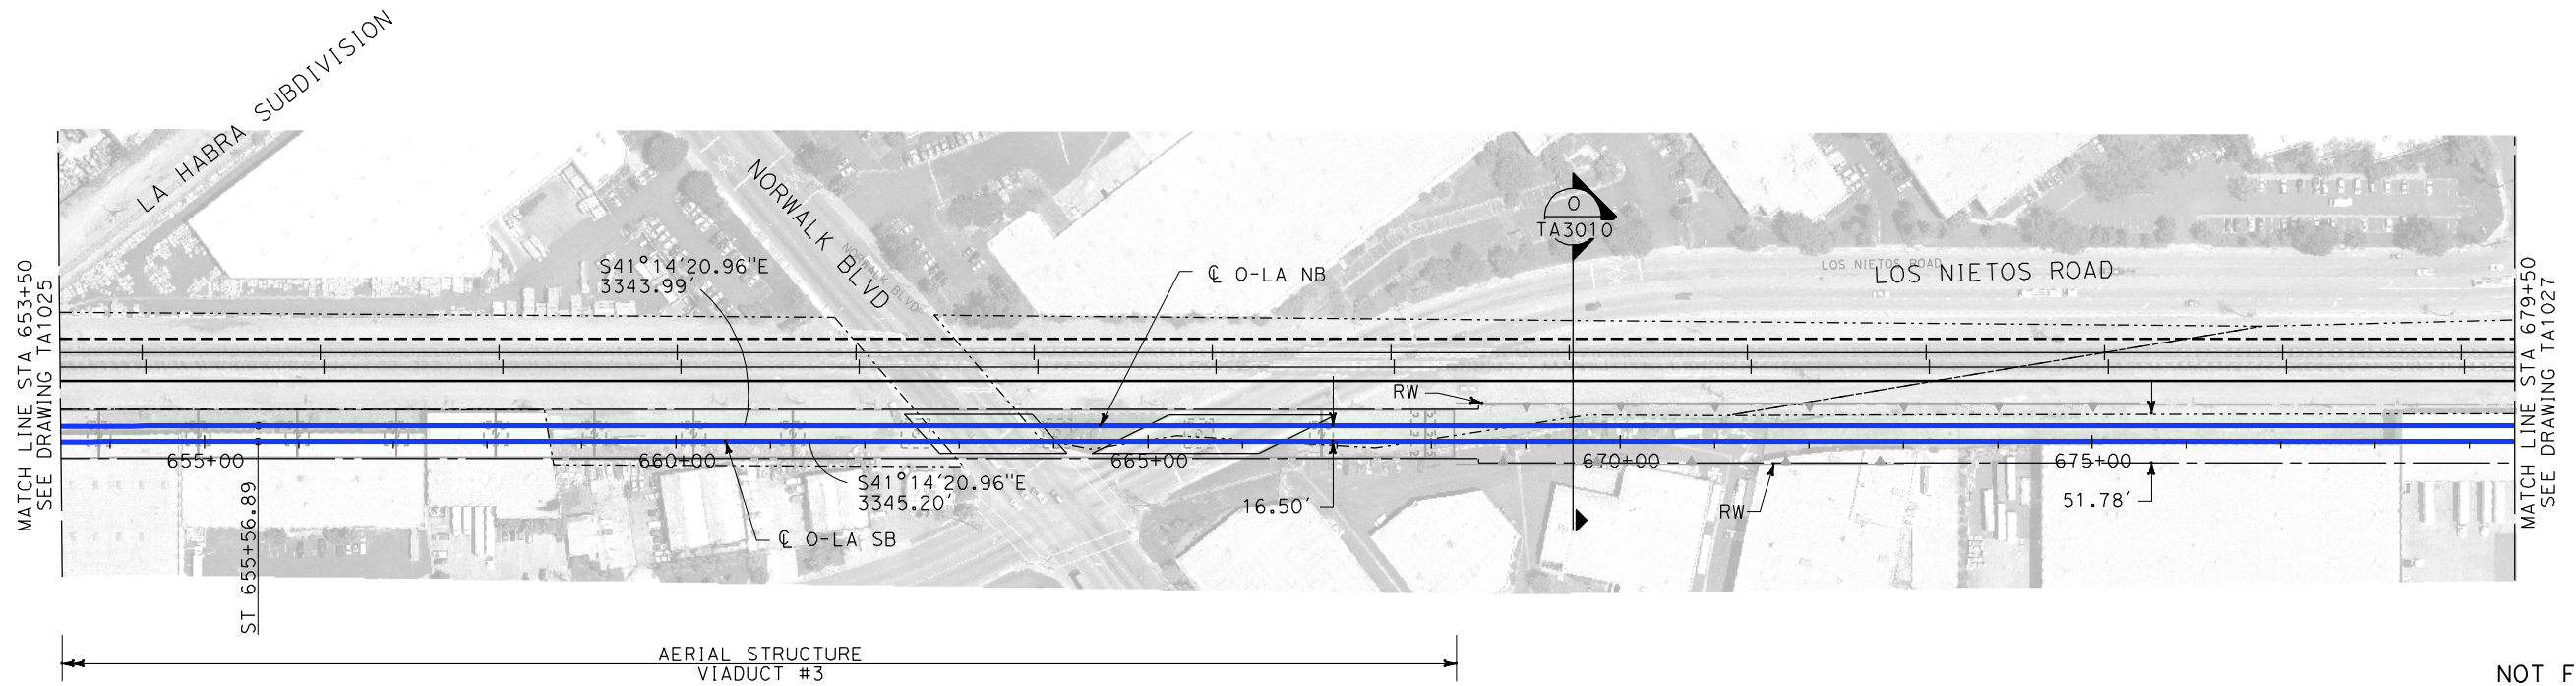 LA HABRA SUBDIVISION
NORWALK BLVD
NORWALK BLVD
S41°14'20.96"E
3343.99'
℄ O-LA NB
O
TA3010
LOS NIETOS ROAD
LOS NIETOS ROAD
MATCH LINE STA 653+50
SEE DRAWING TA1025
MATCH LINE STA 679+50
SEE DRAWING TA1027
RW
655+00
660+00
665+00
670+00
675+00
S41°14'20.96"E
3345.20'
16.50'
RW
51.78'
℄ O-LA SB
ST 655+56.89
AERIAL STRUCTURE
VIADUCT #3
NOT F